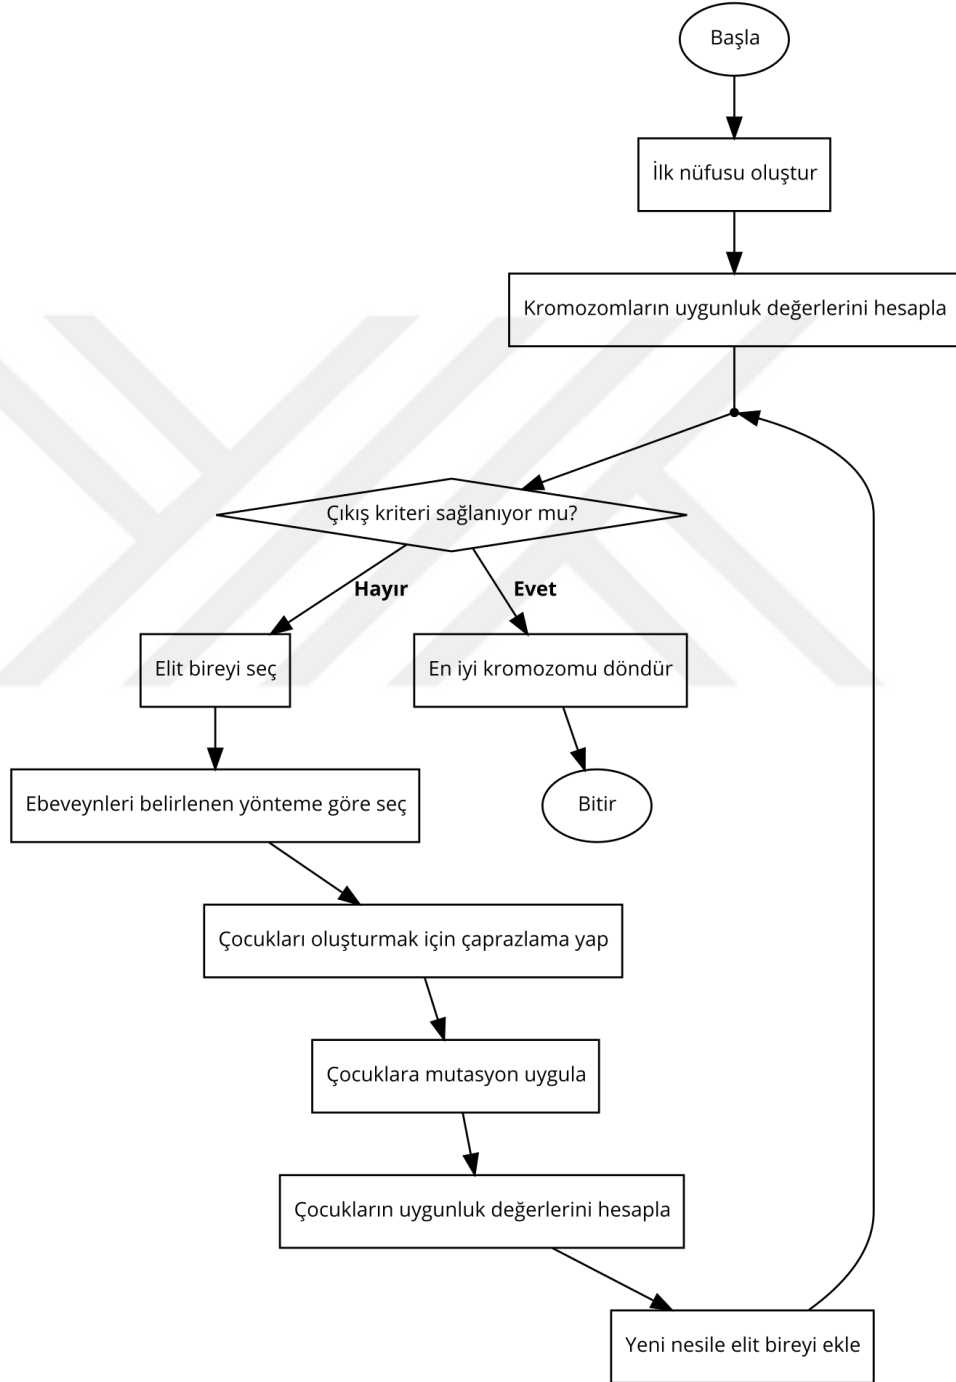 Başla
İlk nüfusu oluştur
Kromozomların uygunluk değerlerini hesapla
Çıkış kriteri sağlanıyor mu?
Hayır
Evet
Elit bireyi seç
En iyi kromozomu döndür
Ebeveynleri belirlenen yönteme göre seç
Bitir
Çocukları oluşturmak için çaprazlama yap
Çocuklara mutasyon uygula
Çocukların uygunluk değerlerini hesapla
Yeni nesile elit bireyi ekle